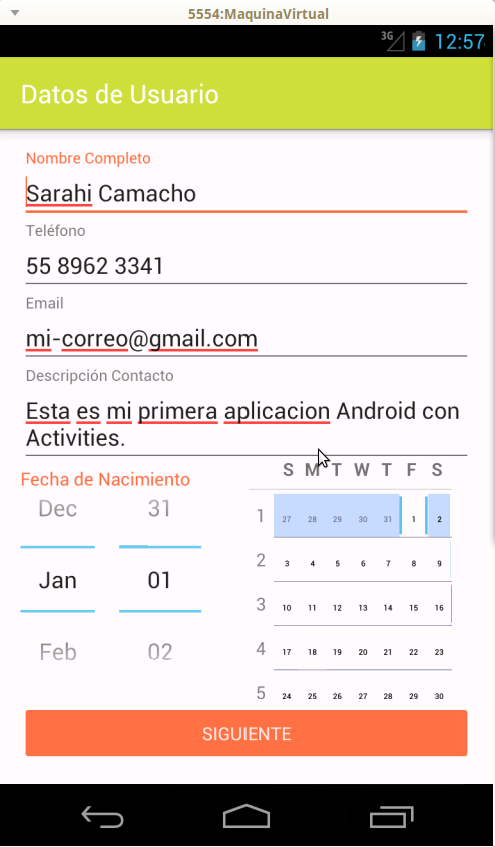 5554:MaquinaVirtual
3G 12:57
Datos de Usuario
Nombre Completo
Sarahi Camacho
Teléfono
55 8962 3341
Email
mi-correo@gmail.com
Descripción Contacto
Esta es mi primera aplicacion Android con
Activities.
Fecha de Nacimiento
Dec 31
Jan 01
Feb 02
S M T W T F S
1 27 28 29 30 31 1 2
2 3 4 5 6 7 8 9
3 10 11 12 13 14 15 16
4 17 18 19 20 21 22 23
5 24 25 26 27 28 29 30
SIGUIENTE